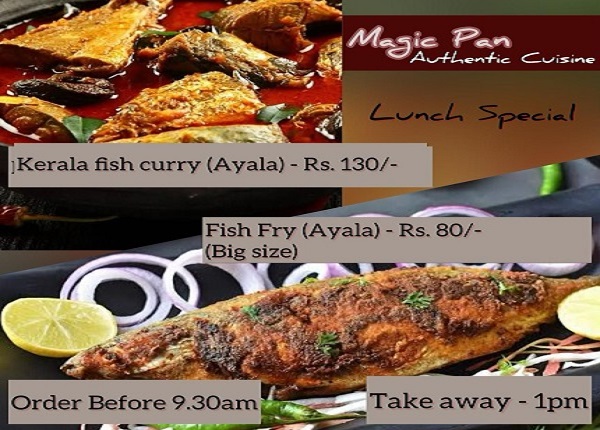 Magic Pan
Authentic Cuisine
Lunch Special
Kerala fish curry (Ayala) - Rs. 130/-
Fish Fry (Ayala) - Rs. 80/-
(Big size)
Order Before 9.30am
Take away - 1pm